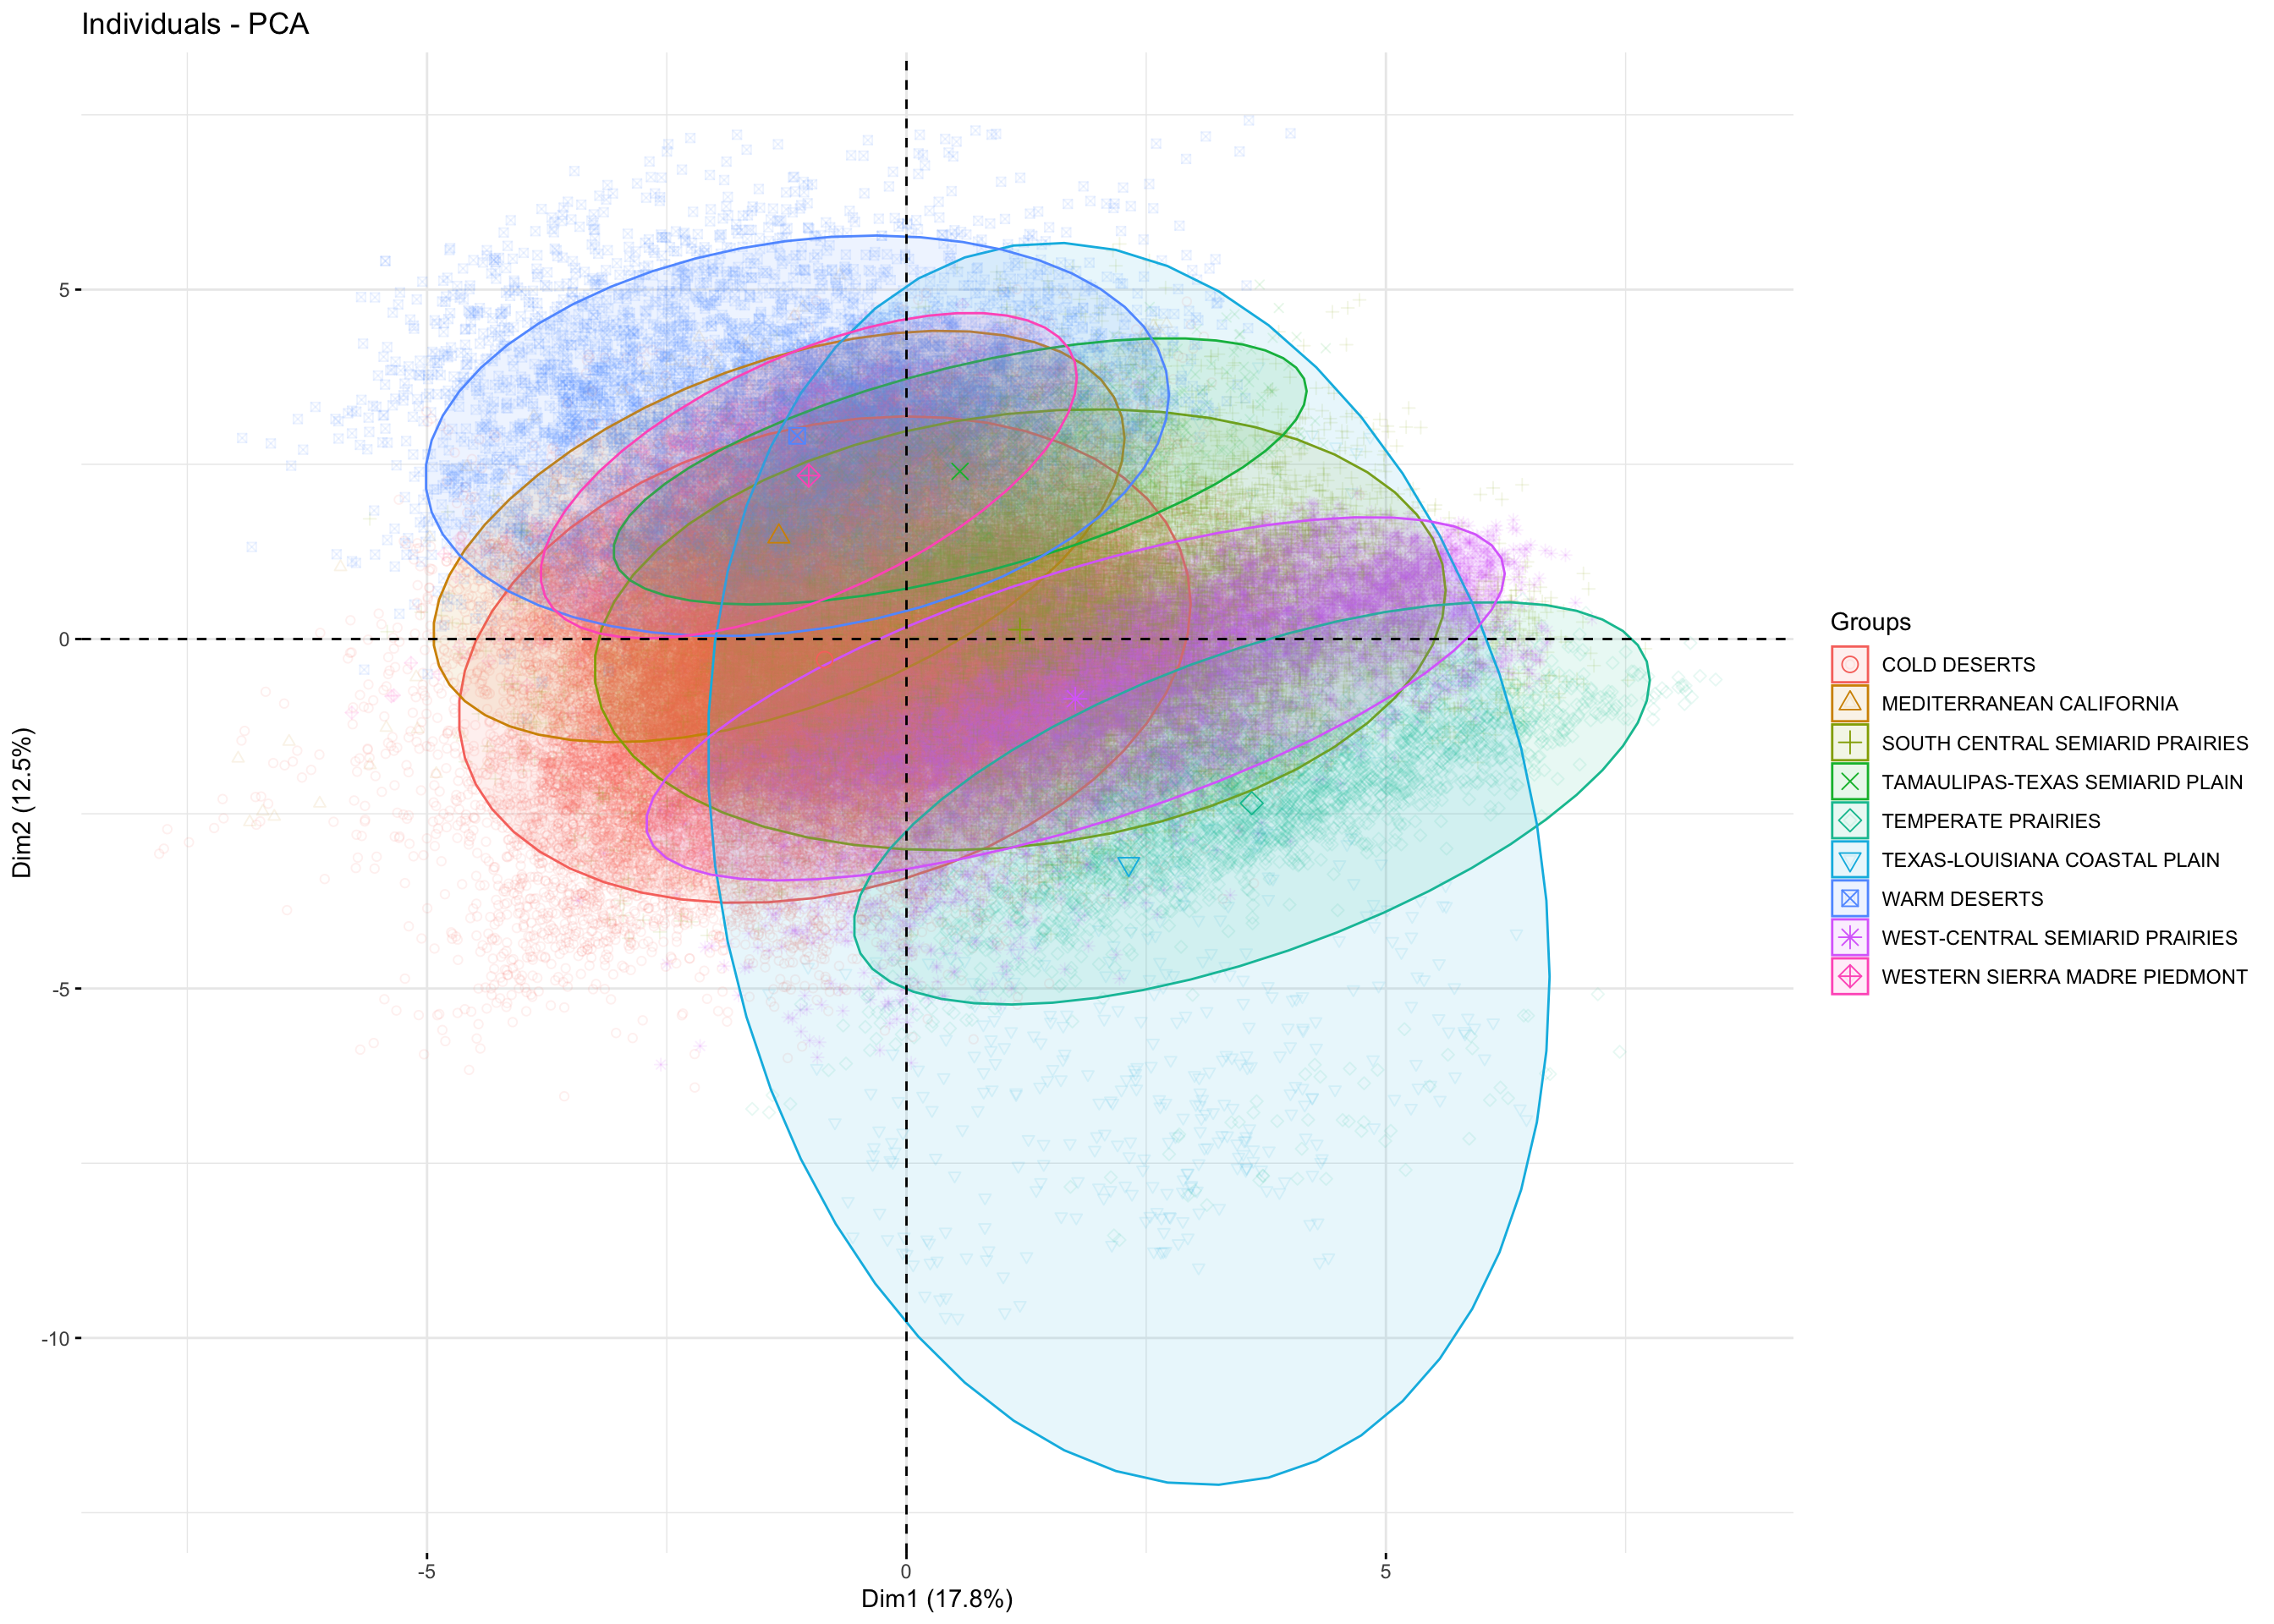 Individuals - PCA
5
0
-5
-10
Dim2 (12.5%)
-5
0
5
Dim1 (17.8%)
Groups
COLD DESERTS
MEDITERRANEAN CALIFORNIA
SOUTH CENTRAL SEMIARID PRAIRIES
TAMAULIPAS-TEXAS SEMIARID PLAIN
TEMPERATE PRAIRIES
TEXAS-LOUISIANA COASTAL PLAIN
WARM DESERTS
WEST-CENTRAL SEMIARID PRAIRIES
WESTERN SIERRA MADRE PIEDMONT